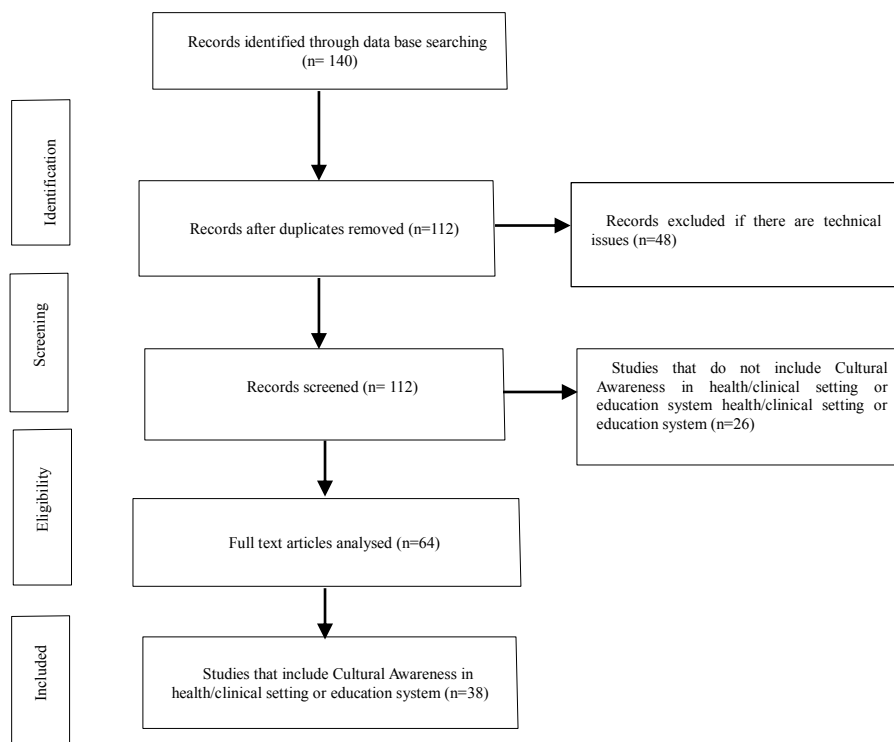 Records identified through data base searching
(n= 140)
Identification
Records after duplicates removed (n=112)
Records excluded if there are technical
issues (n=48)
Screening
Records screened (n= 112)
Studies that do not include Cultural
Awareness in health/clinical setting or
education system health/clinical setting or
education system (n=26)
Eligibility
Full text articles analysed (n=64)
Included
Studies that include Cultural Awareness in
health/clinical setting or education system (n=38)